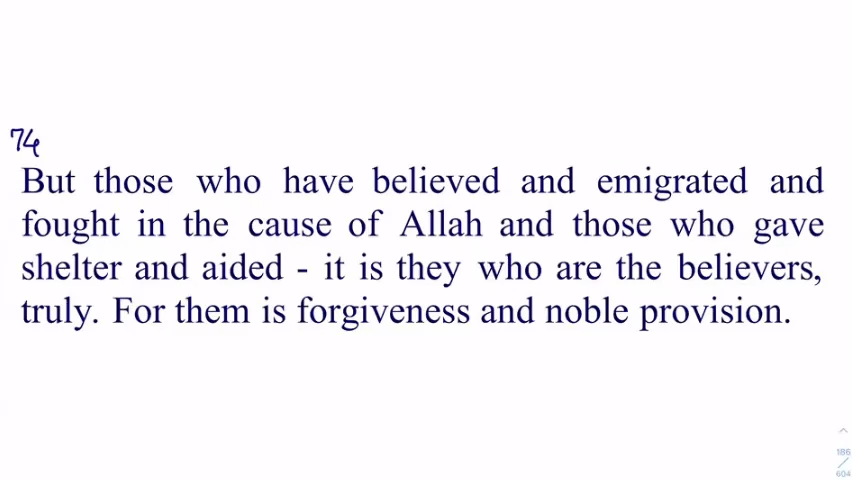 74
But those who have believed and emigrated and
fought in the cause of Allah and those who gave
shelter and aided - it is they who are the believers,
truly. For them is forgiveness and noble provision.
186
/
604